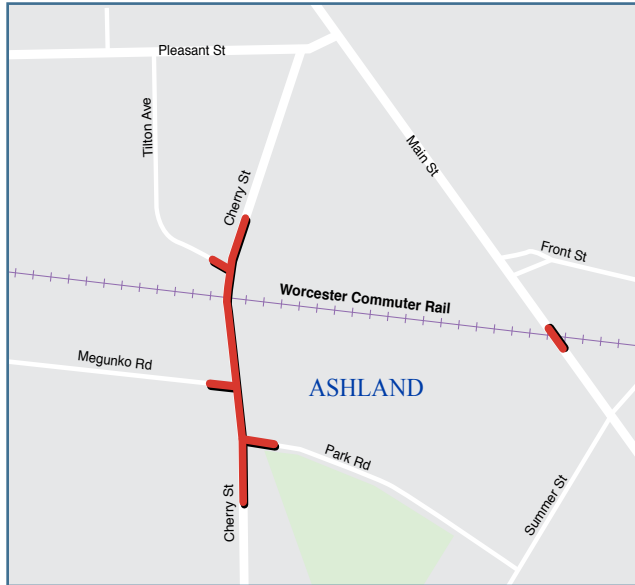 Pleasant St
Tilton Ave
Main St
Cherry St
Front St
Worcester Commuter Rail
Megunko Rd
ASHLAND
Park Rd
Summer St
Cherry St